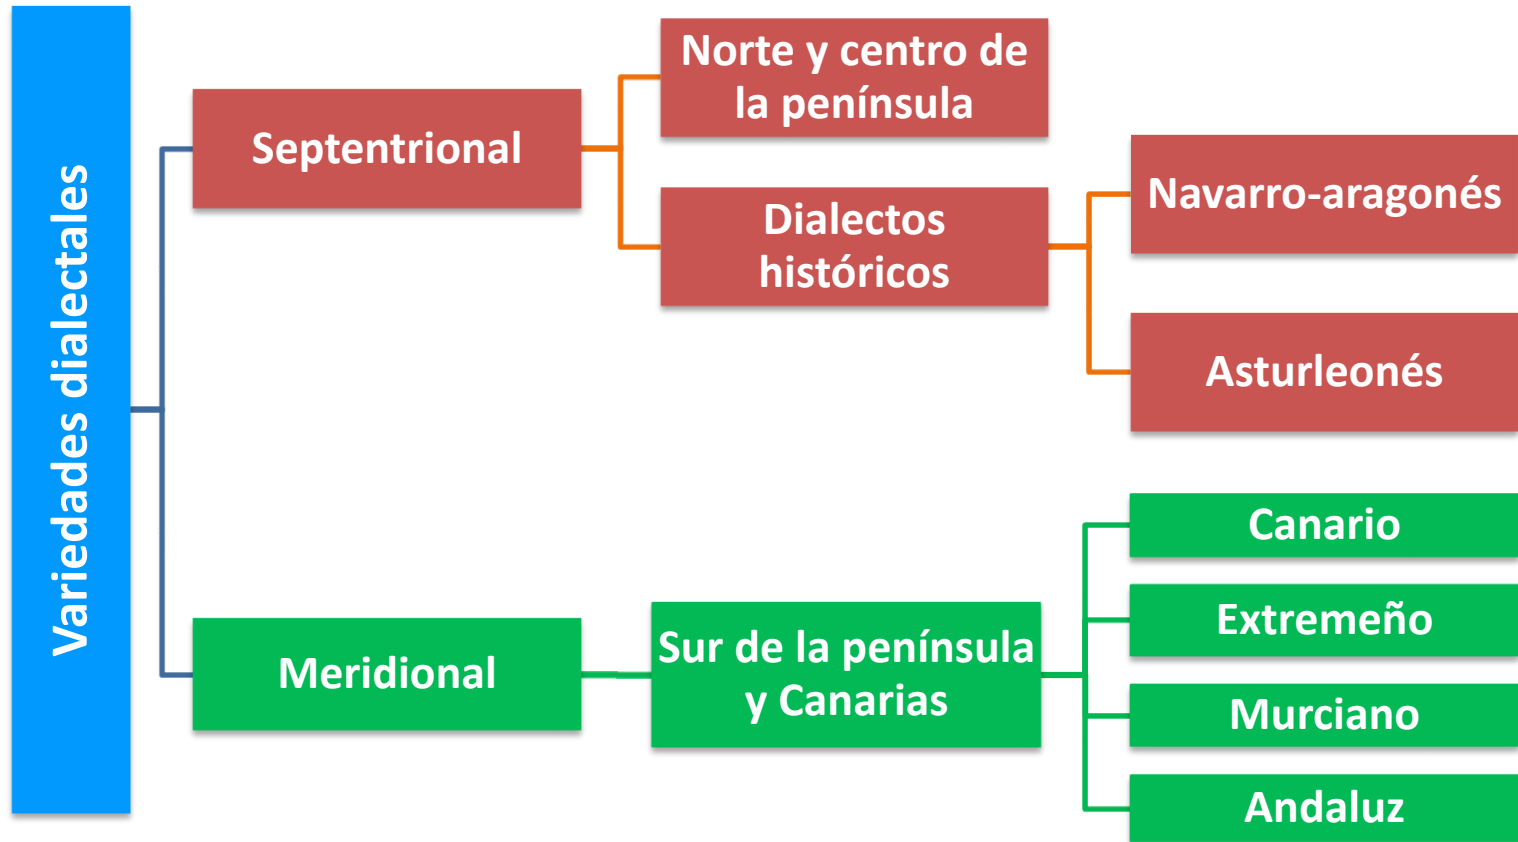 Variedades dialectales
Septentrional
Norte y centro de
la península
Dialectos
históricos
Navarro-aragonés
Asturleonés
Meridional
Sur de la península
y Canarias
Canario
Extremeño
Murciano
Andaluz